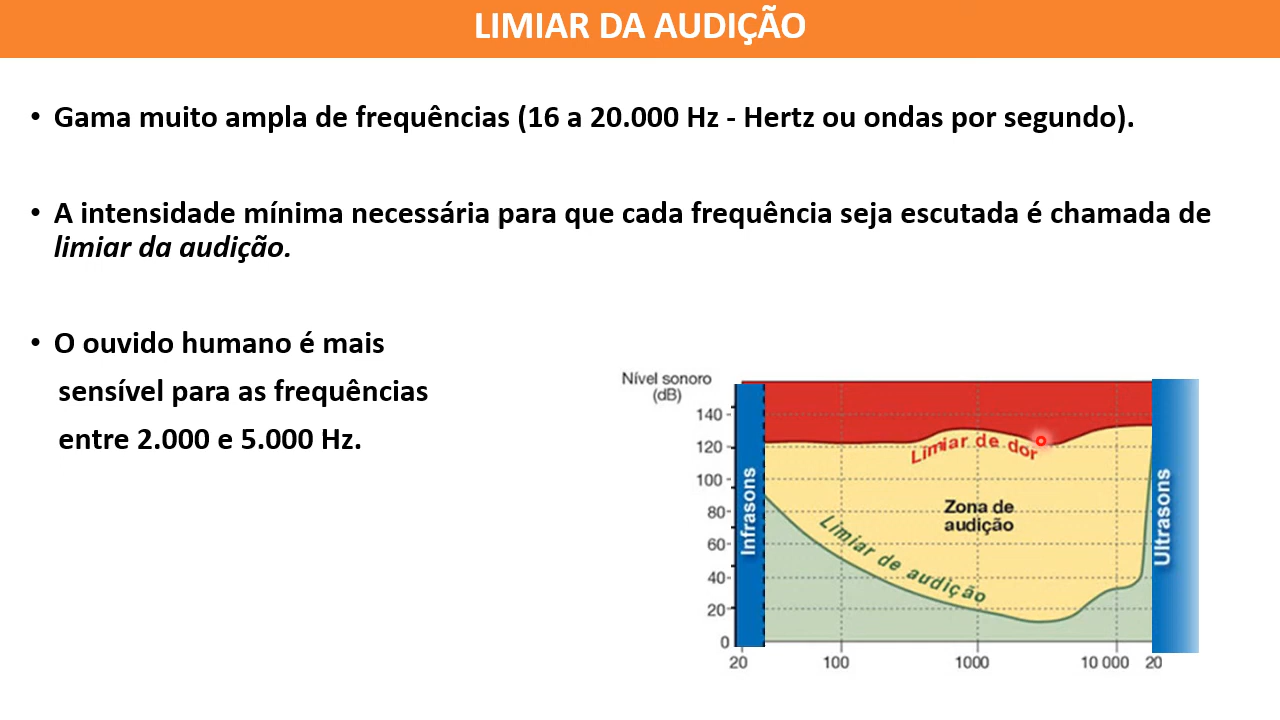 LIMIAR DA AUDIÇÃO
• Gama muito ampla de frequências (16 a 20.000 Hz - Hertz ou ondas por segundo).
• A intensidade mínima necessária para que cada frequência seja escutada é chamada de
limiar da audição.
• O ouvido humano é mais
sensível para as frequências
entre 2.000 e 5.000 Hz.
Nível sonoro
(dB)
140
120
100
80
60
40
20
0
Infrasons
Limiar de dor
Zona de
audição
Limiar de audição
Ultrasons
20 100 1000 10 000 20